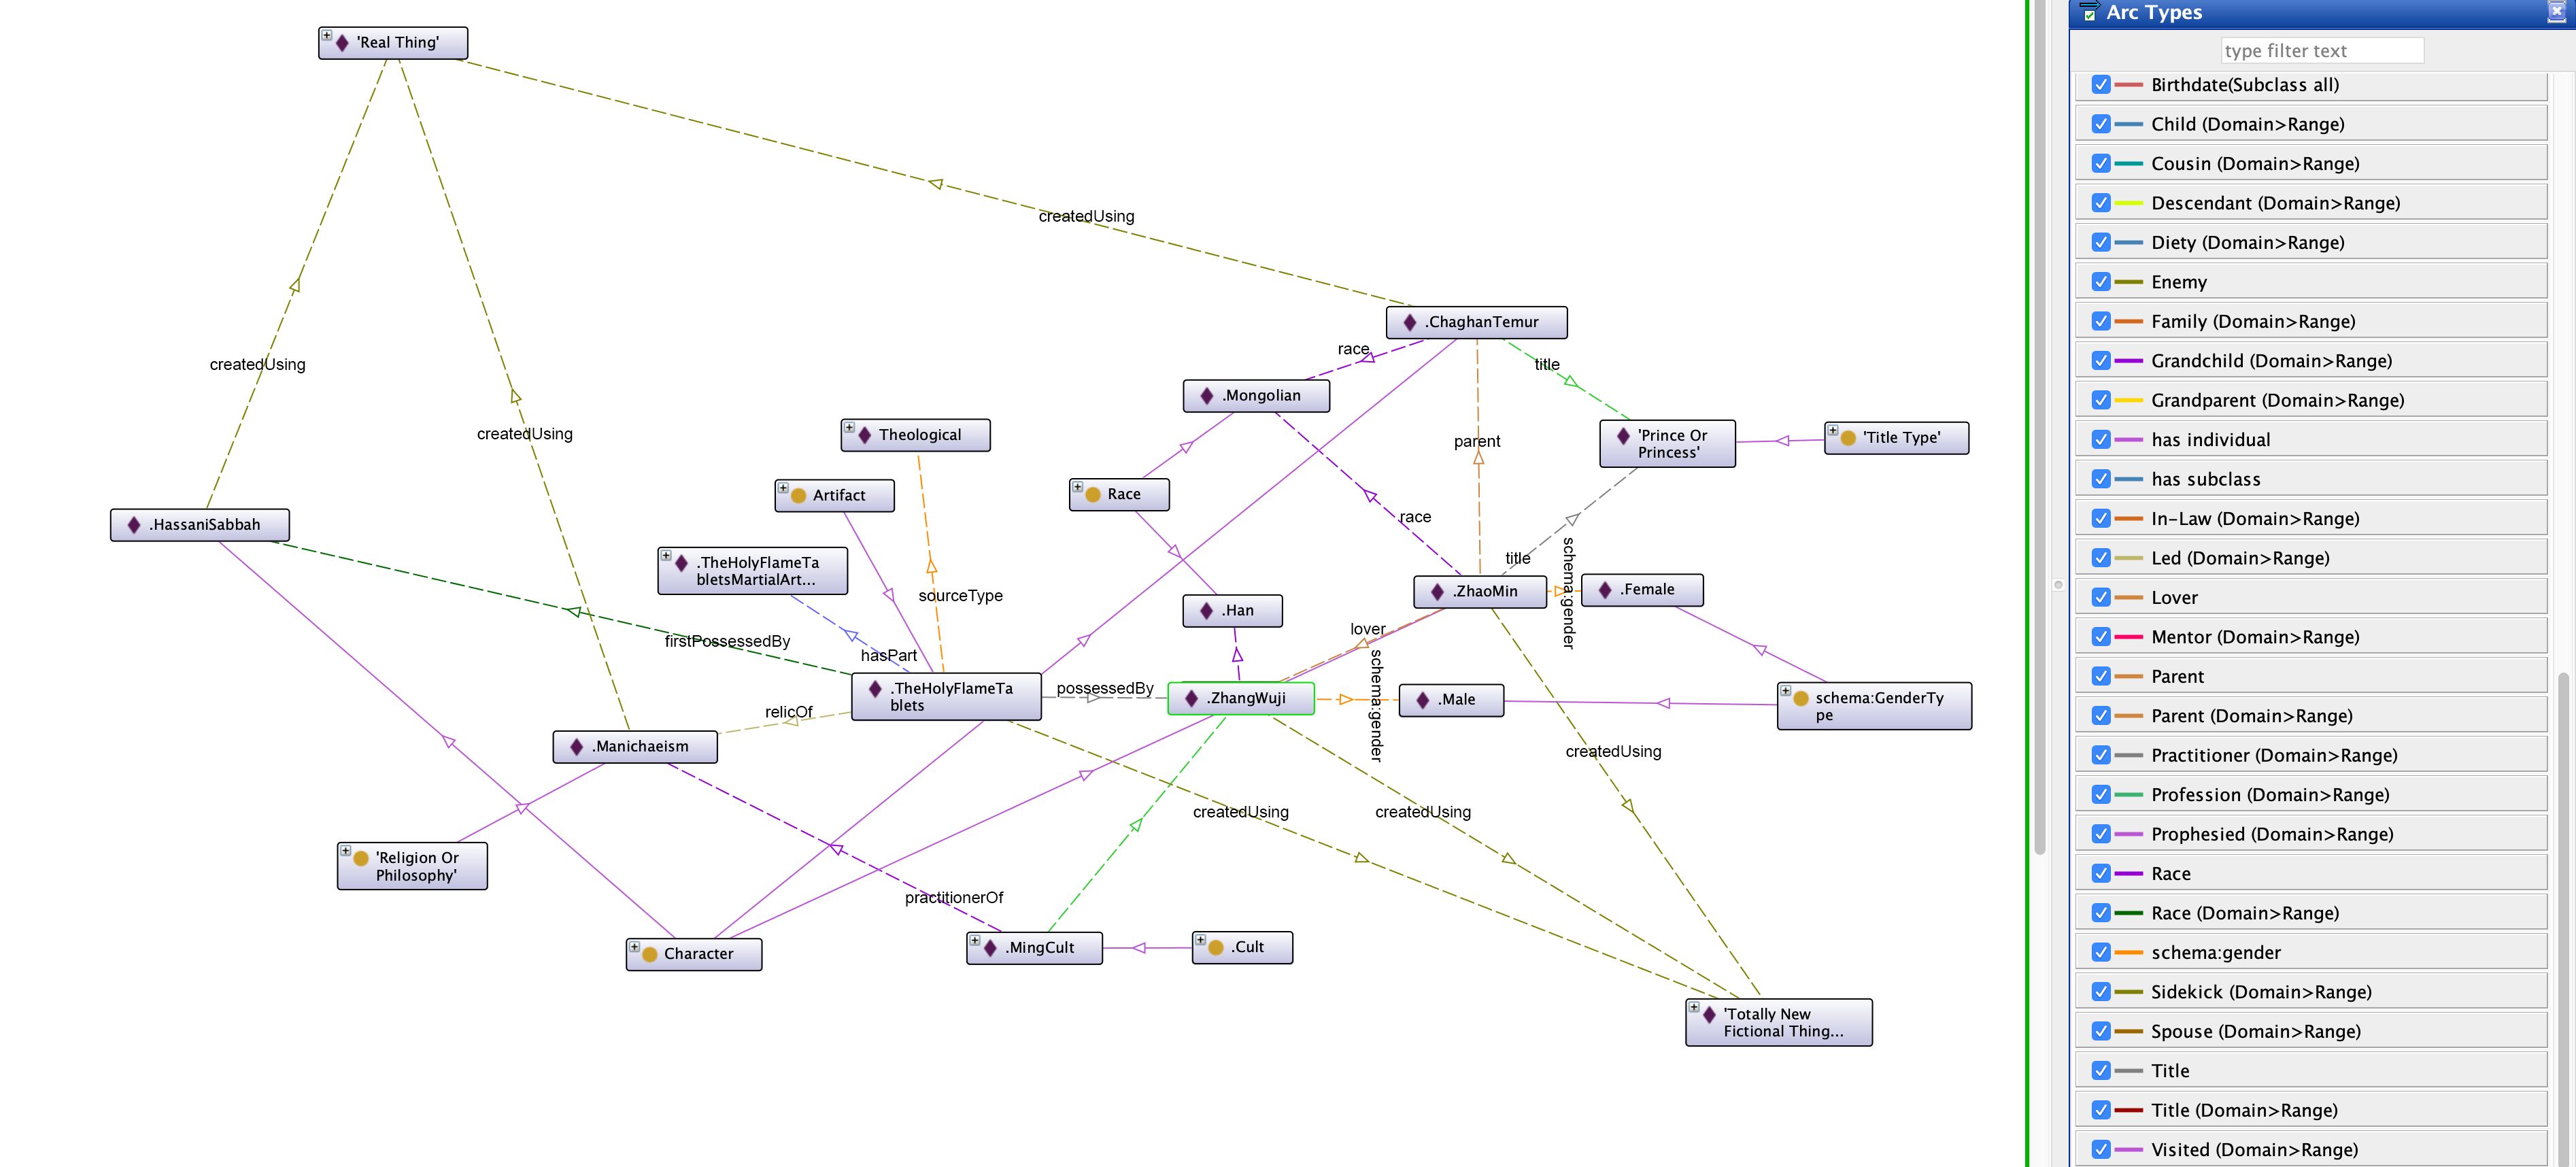 'Real Thing'
createdUsing
.ChaghanTemur
createdUsing
race
title
.Mongolian
createdUsing
Theological
parent
'Prince Or
Princess'
'Title Type'
Artifact
Race
race
.HassaniSabbah
.TheHolyFlameTa
bletsMartialArt...
sourceType
title
schema:gender
.ZhaoMin
.Female
.Han
firstPossessedBy
hasPart
lover
schema:gender
.TheHolyFlameTa
blets
possessedBy
.ZhangWuji
.Male
schema:GenderTy
pe
relicOf
.Manichaeism
createdUsing
createdUsing
createdUsing
'Religion Or
Philosophy'
practitionerOf
Character
.MingCult
.Cult
'Totally New
Fictional Thing...
Arc Types
type filter text
Birthdate(Subclass all)
Child (Domain>Range)
Cousin (Domain>Range)
Descendant (Domain>Range)
Diety (Domain>Range)
Enemy
Family (Domain>Range)
Grandchild (Domain>Range)
Grandparent (Domain>Range)
has individual
has subclass
In-Law (Domain>Range)
Led (Domain>Range)
Lover
Mentor (Domain>Range)
Parent
Parent (Domain>Range)
Practitioner (Domain>Range)
Profession (Domain>Range)
Prophesied (Domain>Range)
Race
Race (Domain>Range)
schema:gender
Sidekick (Domain>Range)
Spouse (Domain>Range)
Title
Title (Domain>Range)
Visited (Domain>Range)